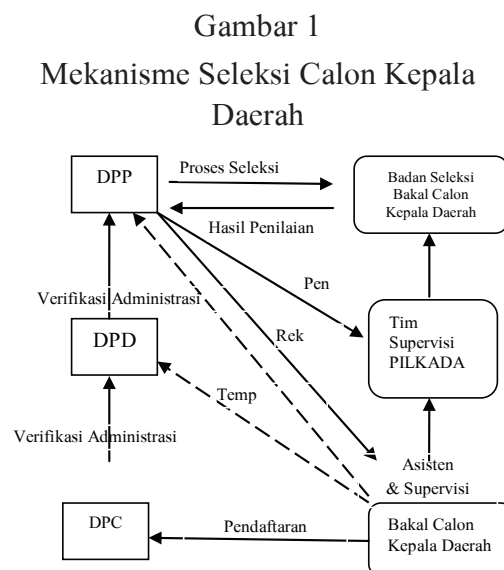 Gambar 1
Mekanisme Seleksi Calon Kepala
Daerah
DPP
Proses Seleksi
Badan Seleksi
Bakal Calon
Kepala Daerah
Hasil Penilaian
Verifikasi Administrasi
Pen
DPD
Rek
Tim
Supervisi
PILKADA
Temp
Verifikasi Administrasi
Asisten
& Supervisi
DPC
Pendaftaran
Bakal Calon
Kepala Daerah